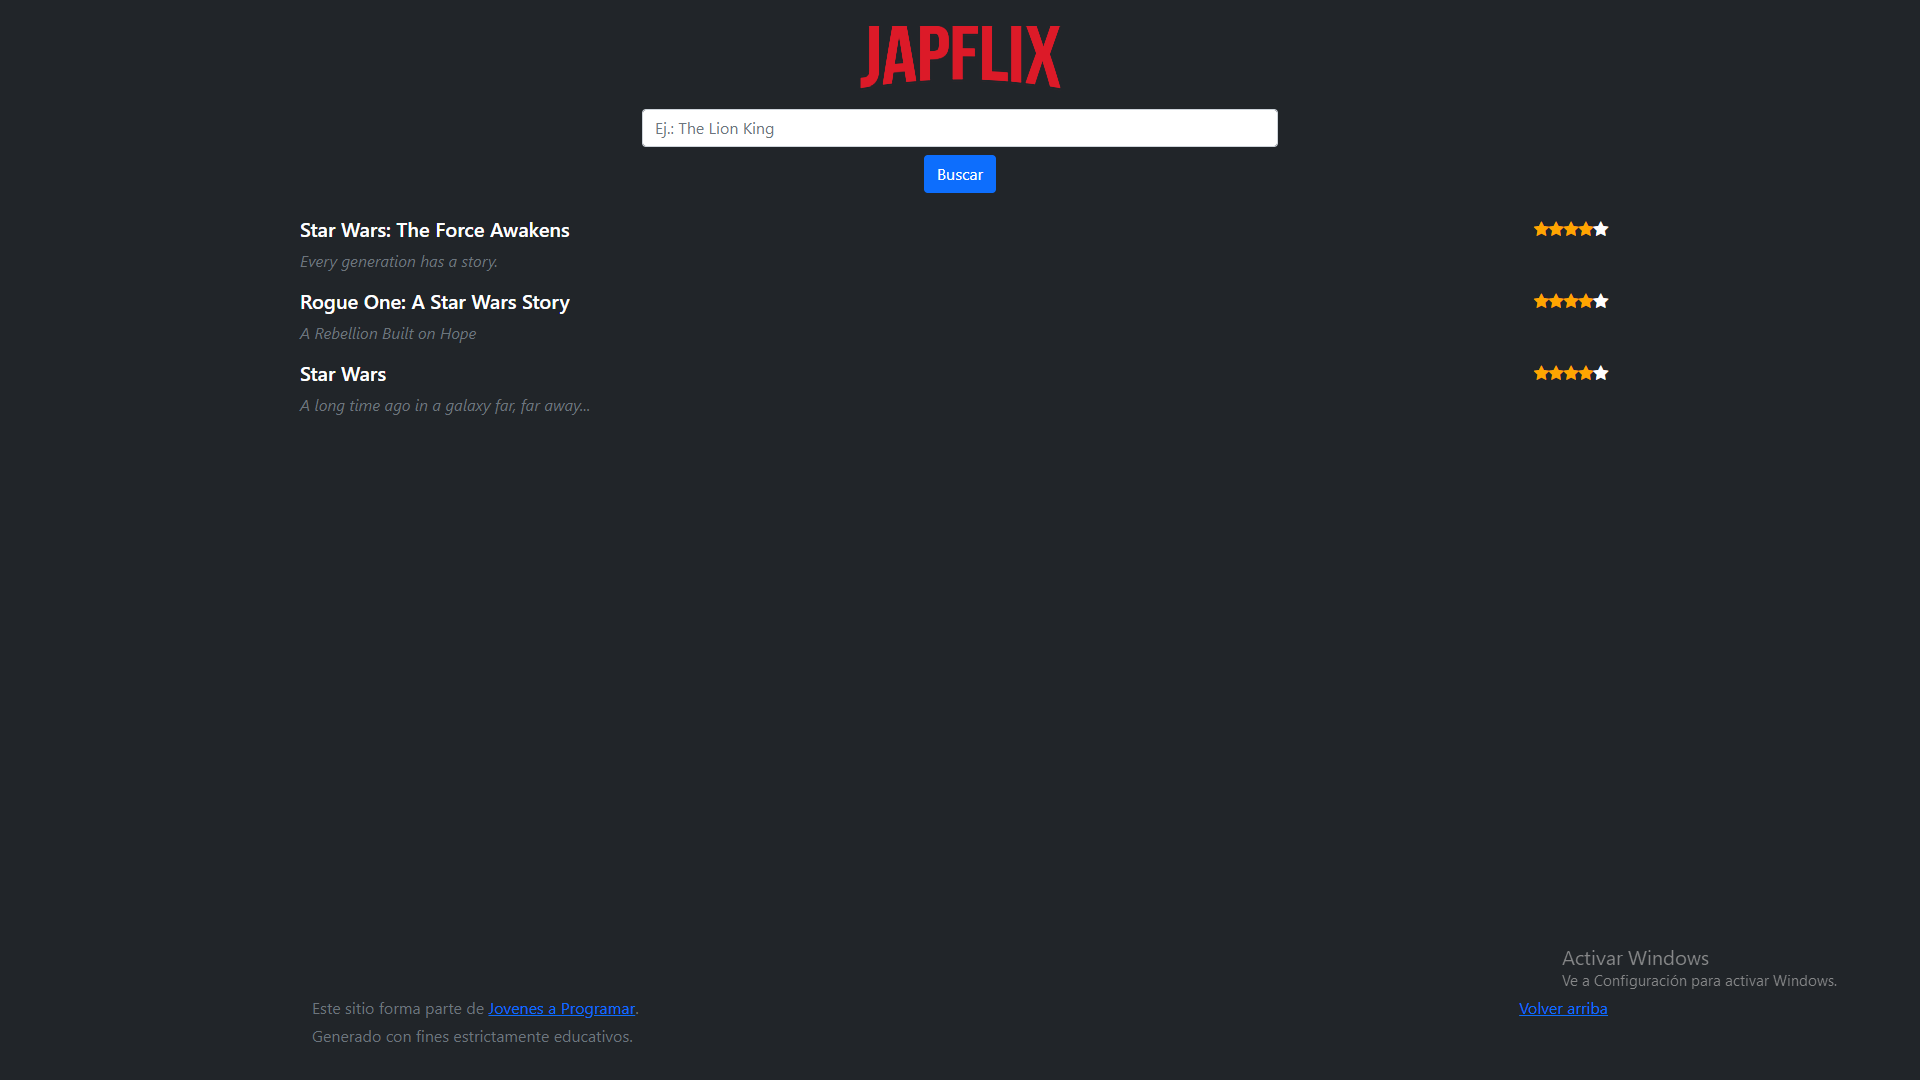 JAPFLIX
Ej.: The Lion King
Buscar
Star Wars: The Force Awakens
Every generation has a story.
Rogue One: A Star Wars Story
A Rebellion Built on Hope
Star Wars
A long time ago in a galaxy far, far away...
Activar Windows
Ve a Configuración para activar Windows.
Este sitio forma parte de Jovenes a Programar.
Volver arriba
Generado con fines estrictamente educativos.